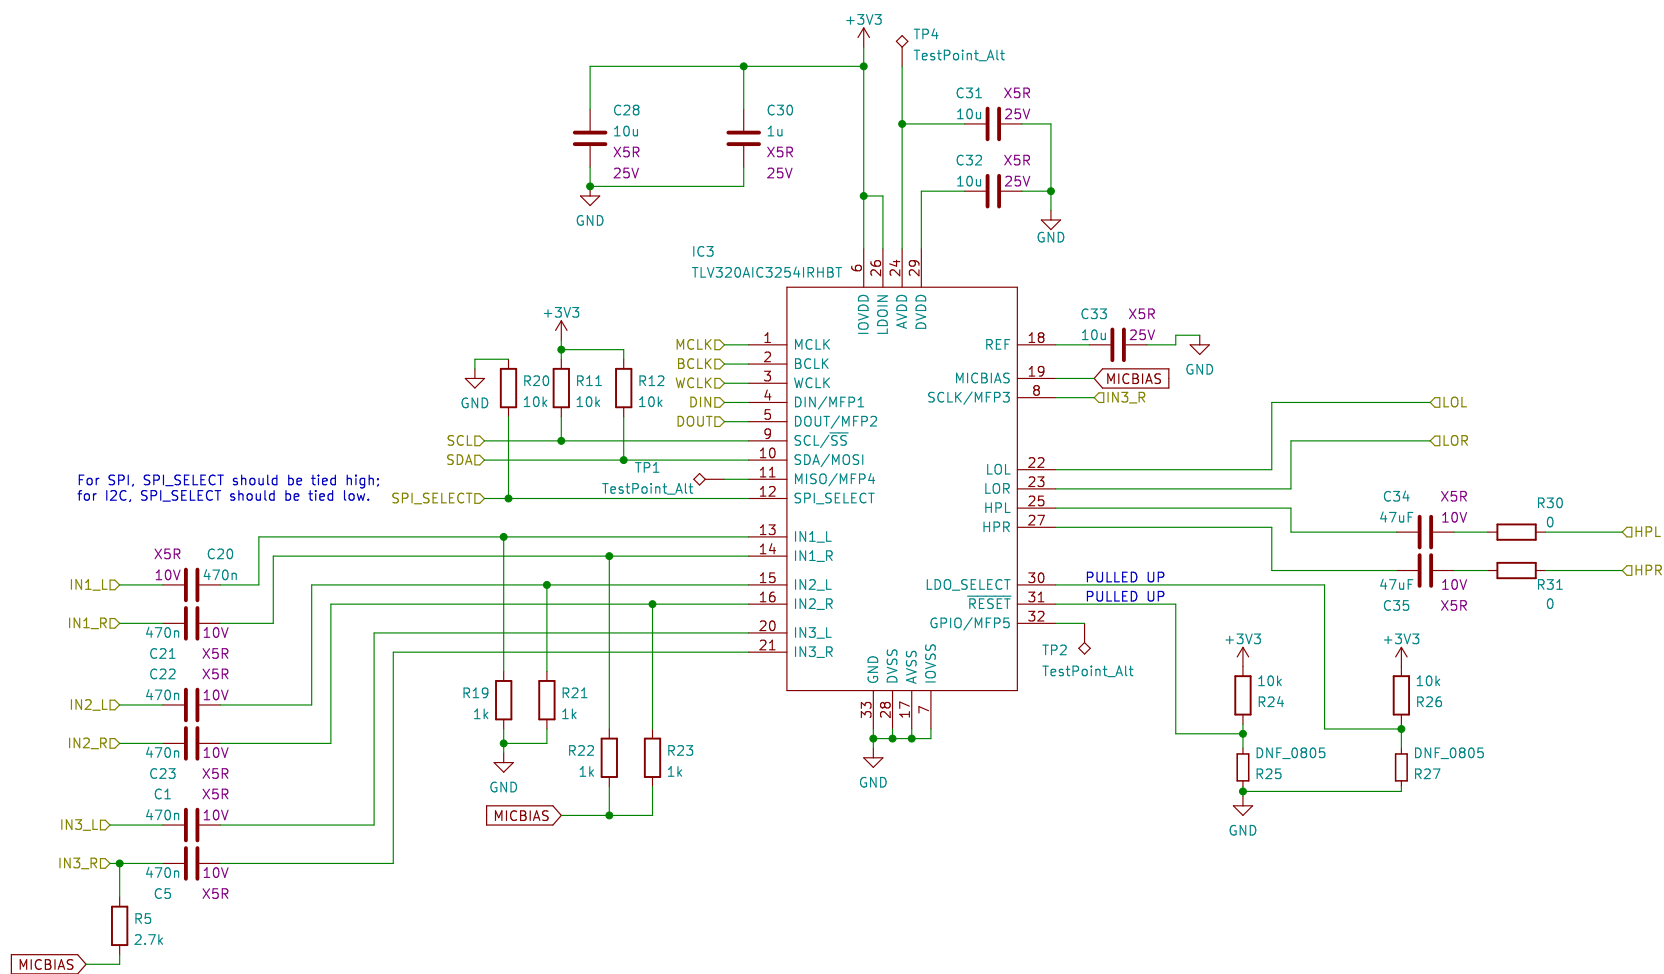 +3V3
TP4
TestPoint_Alt
C28
10u
X5R
25V
C30
1u
X5R
25V
GND
C31
10u
X5R
25V
C32
10u
X5R
25V
GND
IC3
TLV320AIC3254IRHBT
6
26
24
29
IOVDD
LDOIN
AVDD
DVDD
+3V3
GND
R20
10k
R11
10k
R12
10k
MCLK
1
MCLK
BCLK
2
BCLK
WCLK
3
WCLK
DIN
4
DIN/MFP1
DOUT
5
DOUT/MFP2
SCL
9
SCL/SS
SDA
10
SDA/MOSI
TP1
TestPoint_Alt
11
MISO/MFP4
SPI_SELECT
12
SPI_SELECT
For SPI, SPI_SELECT should be tied high;
for I2C, SPI_SELECT should be tied low.
13
IN1_L
14
IN1_R
15
IN2_L
16
IN2_R
20
IN3_L
21
IN3_R
REF
18
C33
10u
X5R
25V
GND
MICBIAS
19
MICBIAS
SCLK/MFP3
8
IN3_R
LOL
LOR
LOL
22
LOR
23
HPL
25
HPR
27
C34
47uF
X5R
10V
R30
0
HPL
47uF
C35
10V
X5R
R31
0
HPR
LDO_SELECT
30
PULLED UP
RESET
31
PULLED UP
GPIO/MFP5
32
TP2
TestPoint_Alt
GND
DVSS
AVSS
IOVSS
33
28
17
7
GND
+3V3
10k
R24
DNF_0805
R25
GND
+3V3
10k
R26
DNF_0805
R27
X5R
10V
C20
470n
IN1_L
IN1_R
470n
C21
10V
X5R
C22
470n
X5R
10V
IN2_L
IN2_R
470n
C23
10V
X5R
C1
470n
X5R
10V
IN3_L
IN3_R
470n
C5
10V
X5R
R5
2.7k
MICBIAS
R19
1k
R21
1k
GND
R22
1k
R23
1k
MICBIAS